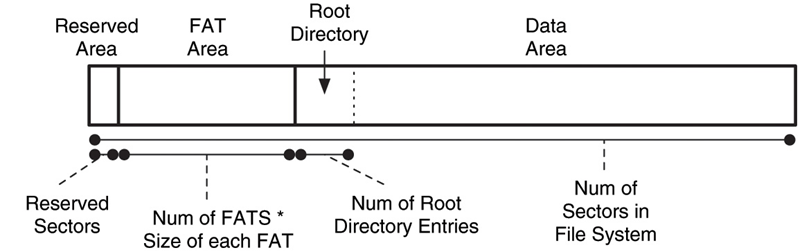 Reserved
Area
FAT
Area
Root
Directory
Data
Area
Reserved
Sectors
Num of FATS *
Size of each FAT
Num of Root
Directory Entries
Num of
Sectors in
File System